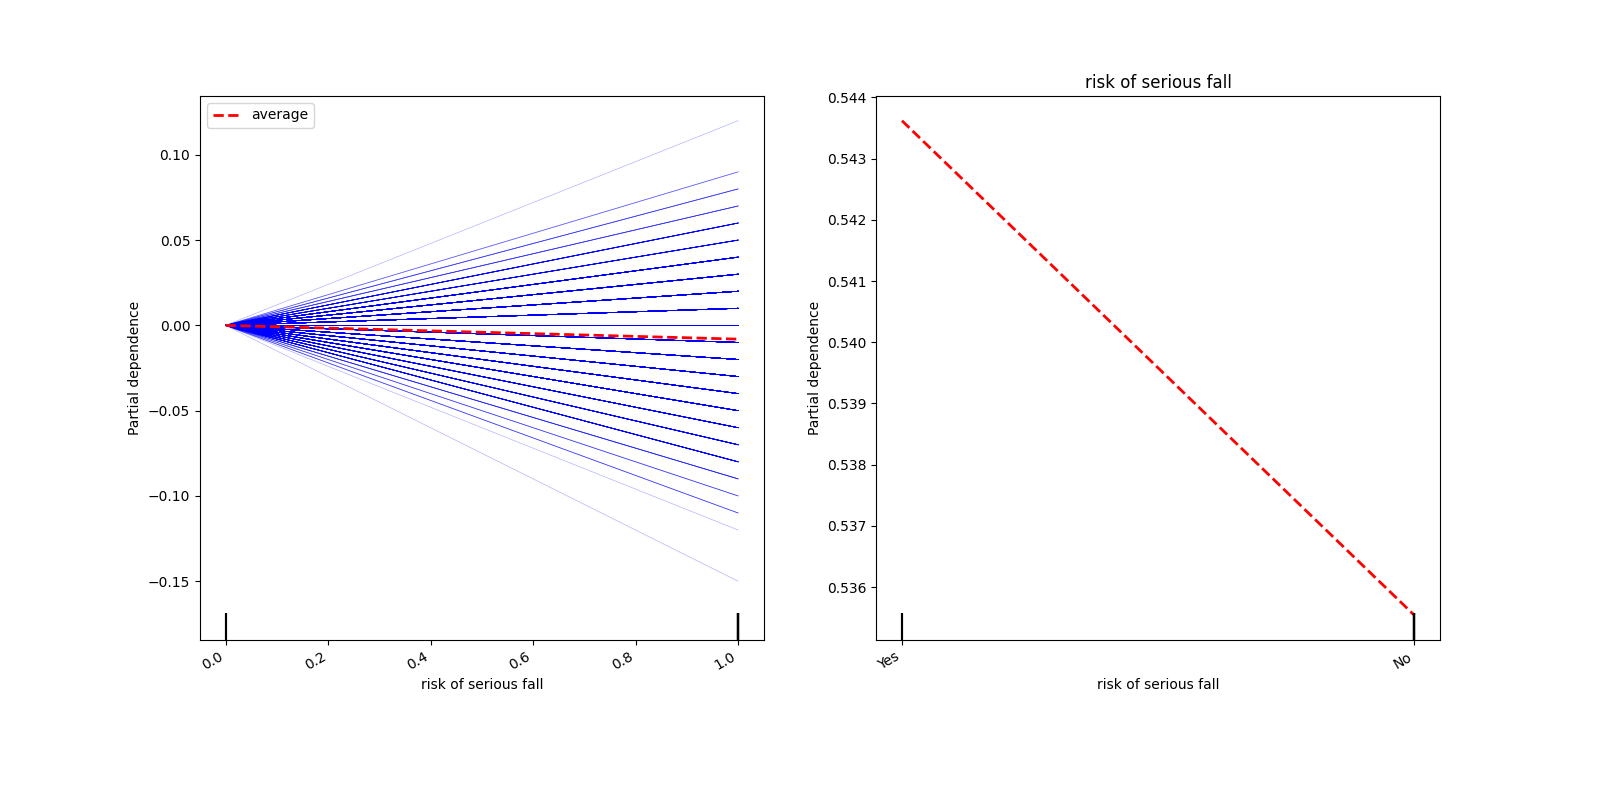 average
0.10
0.05
0.00
−0.05
−0.10
−0.15
Partial dependence
0.0
0.2
0.4
0.6
0.8
1.0
risk of serious fall
risk of serious fall
0.544
0.543
0.542
0.541
0.540
0.539
0.538
0.537
0.536
Partial dependence
Yes
No
risk of serious fall